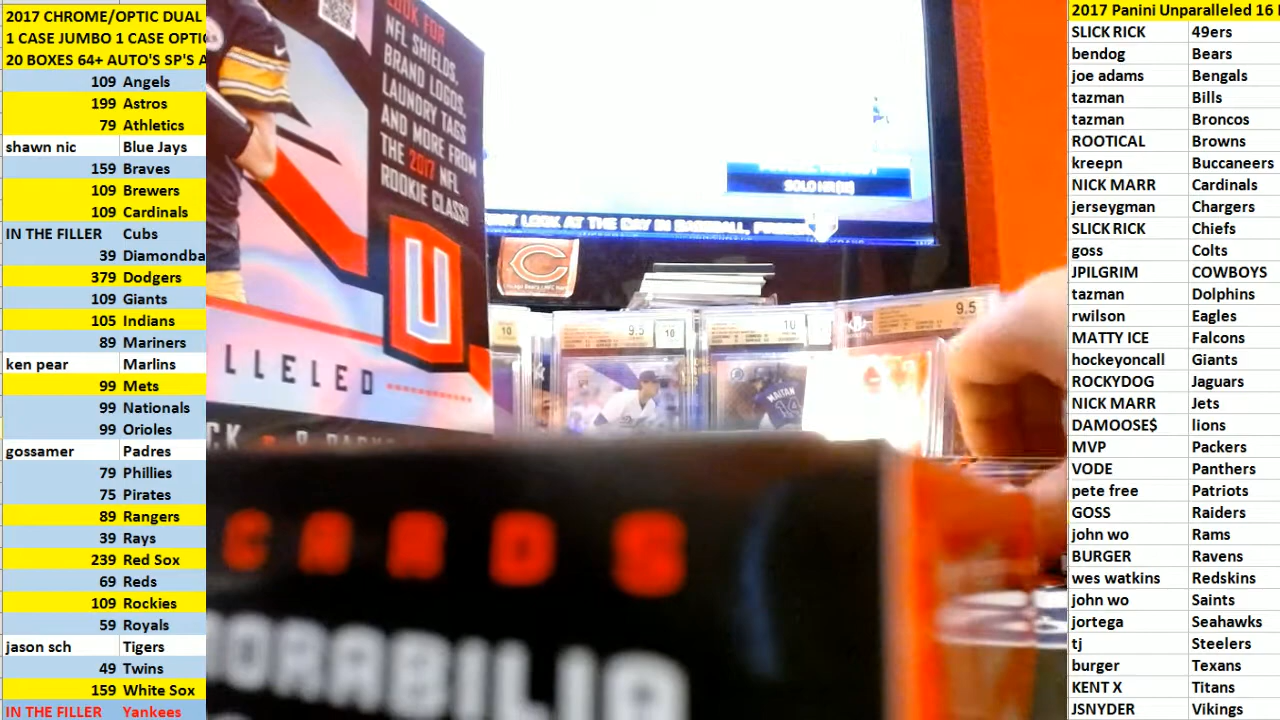 2017 CHROME/OPTIC DUAL
1 CASE JUMBO 1 CASE OPTIC
20 BOXES 64+ AUTO'S SP'S A
109 Angels
199 Astros
79 Athletics
shawn nic Blue Jays
159 Braves
109 Brewers
109 Cardinals
IN THE FILLER Cubs
39 Diamondba
379 Dodgers
109 Giants
105 Indians
89 Mariners
ken pear Marlins
99 Mets
99 Nationals
99 Orioles
gossamer Padres
79 Phillies
75 Pirates
89 Rangers
39 Rays
239 Red Sox
69 Reds
109 Rockies
59 Royals
jason sch Tigers
49 Twins
159 White Sox
IN THE FILLER Yankees
LOOK FOR
NFL SHIELDS,
BRAND LOGOS,
LAUNDRY TAGS
AND MORE FROM
THE 2017 NFL
ROOKIE CLASS!
U
LLELED
SOLO HR
LOOK AT THE DAY IN BASEBALL,
C
10
9.5 10
10
9.5
MAITAN
14
CARDS
MORABILIA
2017 Panini Unparalleled 16
SLICK RICK 49ers
bendog Bears
joe adams Bengals
tazman Bills
tazman Broncos
ROOTICAL Browns
kreepn Buccaneers
NICK MARR Cardinals
jerseygman Chargers
SLICK RICK Chiefs
goss Colts
JPILGRIM COWBOYS
tazman Dolphins
rwilson Eagles
MATTY ICE Falcons
hockeyoncall Giants
ROCKYDOG Jaguars
NICK MARR Jets
DAMOOSE$ lions
MVP Packers
VODE Panthers
pete free Patriots
GOSS Raiders
john wo Rams
BURGER Ravens
wes watkins Redskins
john wo Saints
jortega Seahawks
tj Steelers
burger Texans
KENT X Titans
JSNYDER Vikings